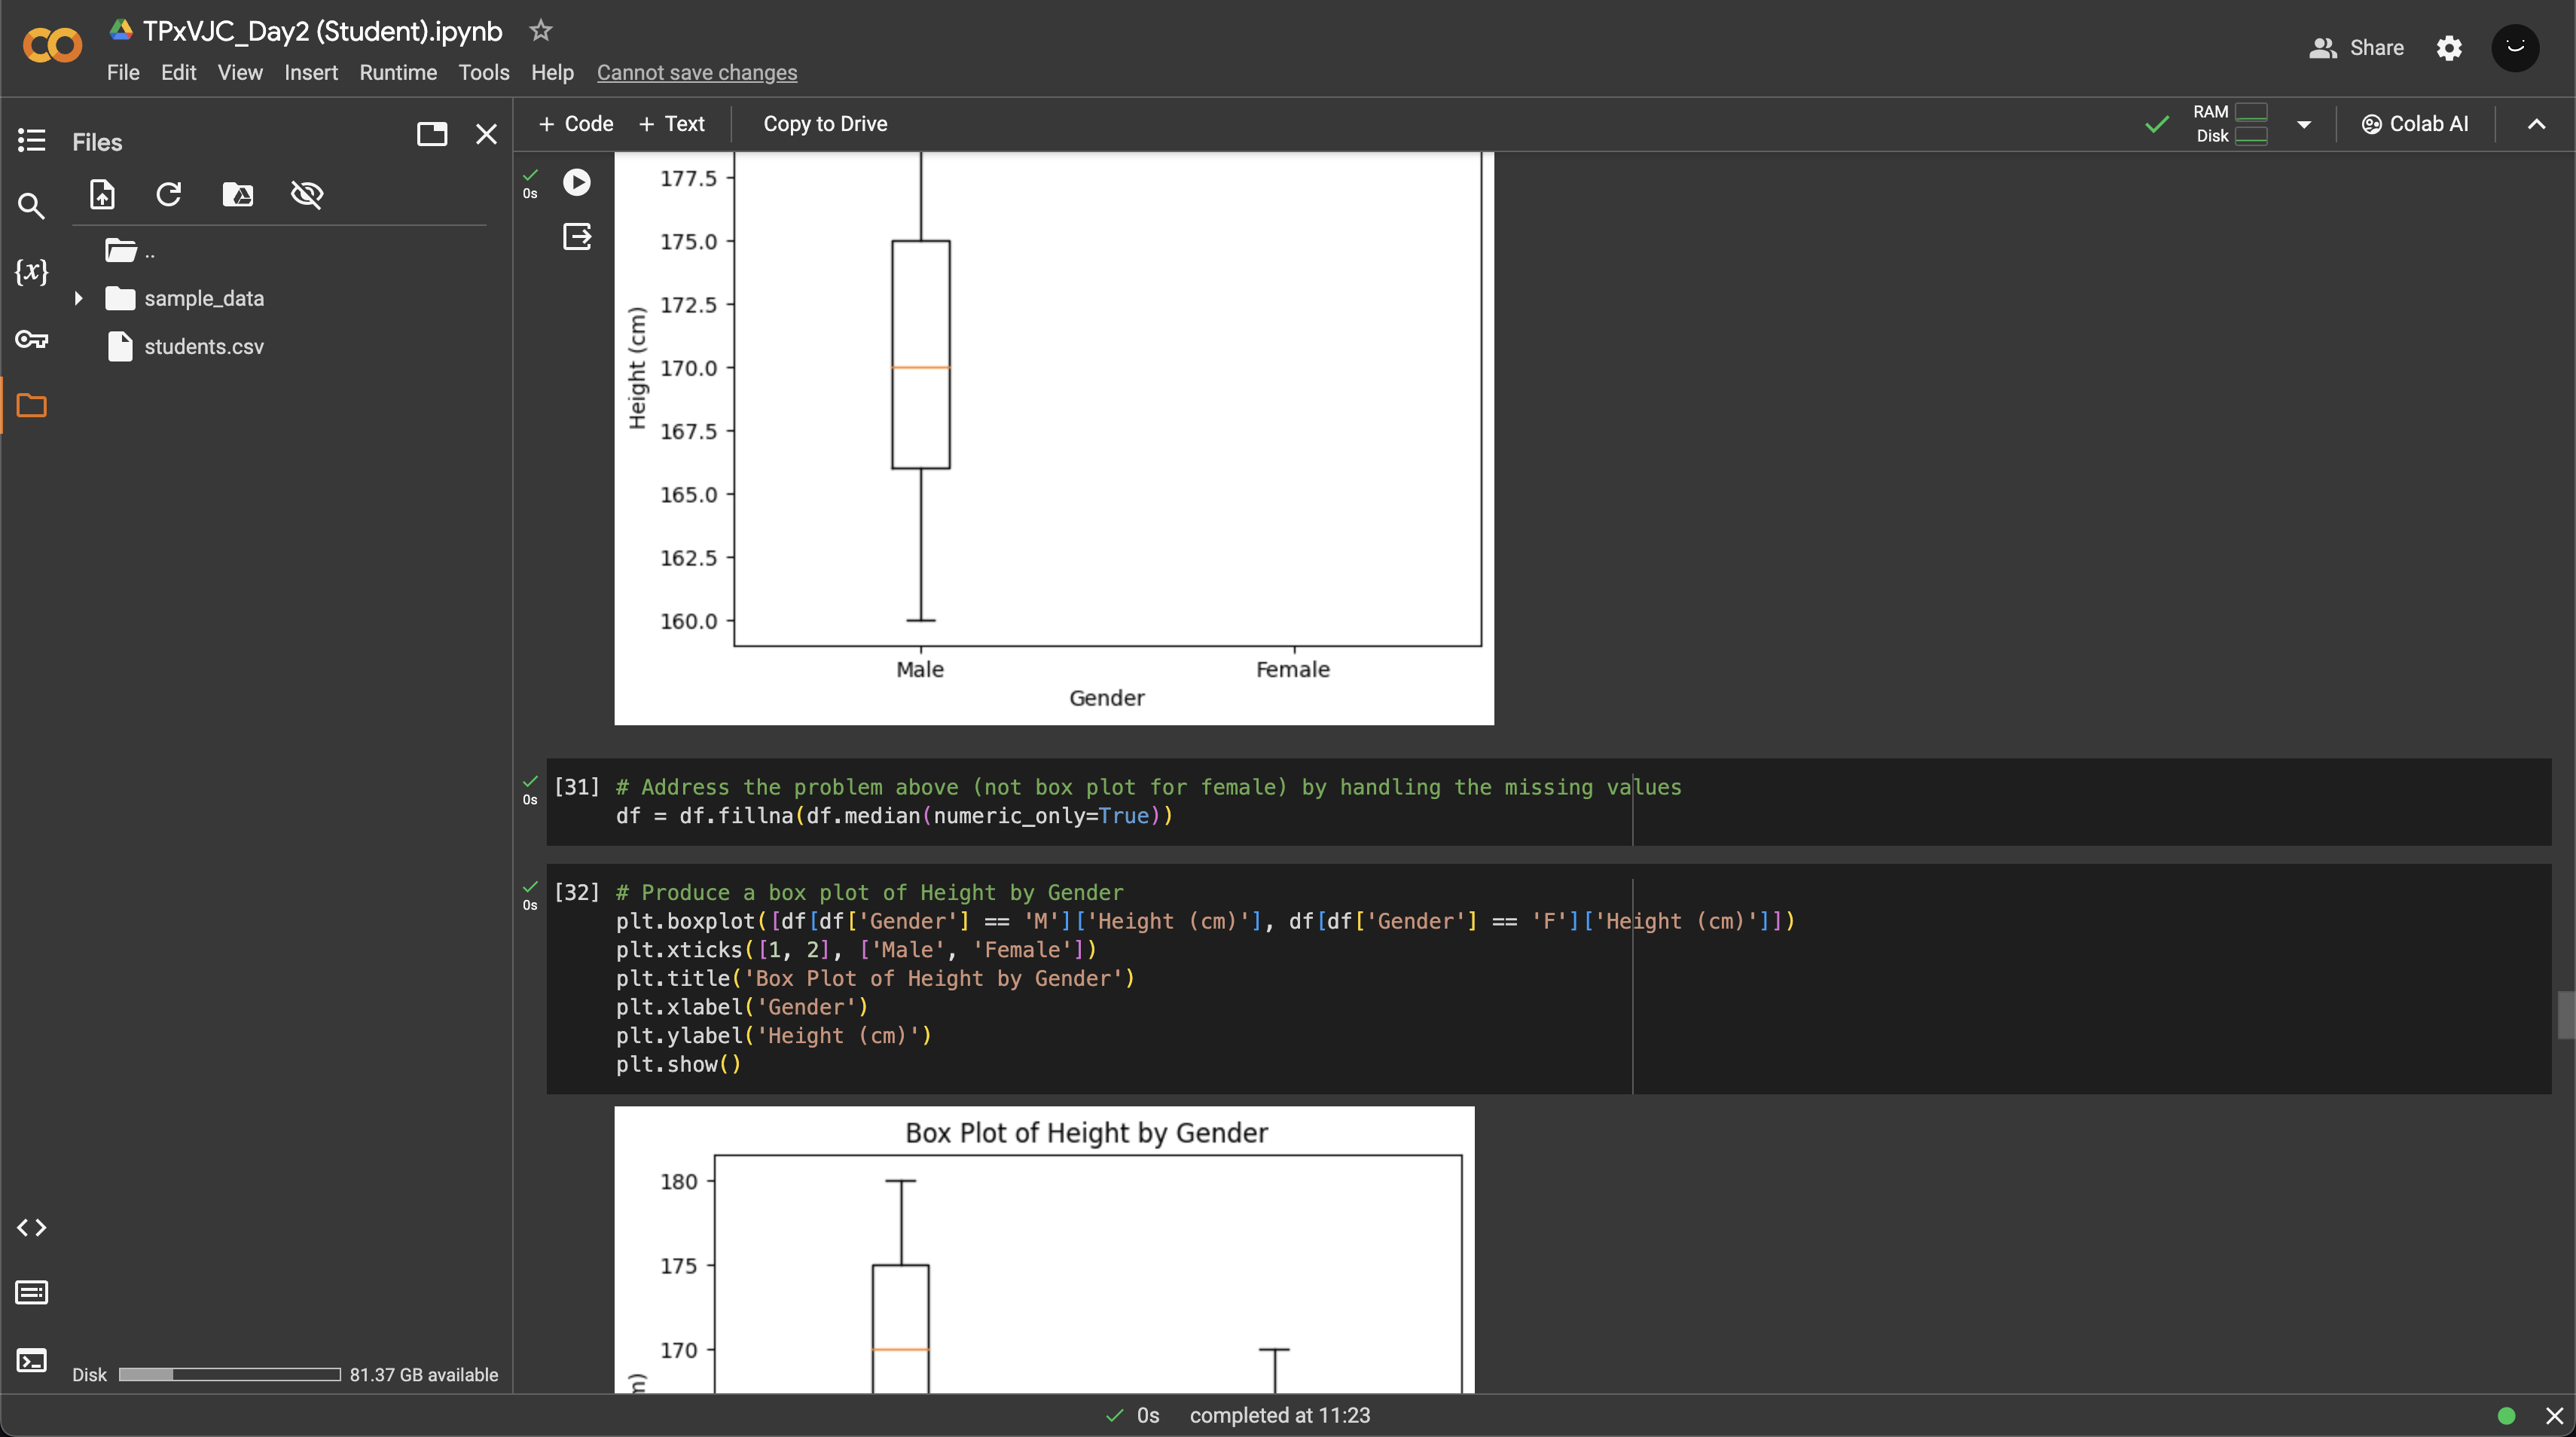 TPxVJC_Day2 (Student).ipynb
File Edit View Insert Runtime Tools Help Cannot save changes
Share
Files
+ Code + Text Copy to Drive
RAM
Disk
Colab AI
{x}
..
sample_data
students.csv
Disk 81.37 GB available
0s
177.5
175.0
172.5
170.0
167.5
165.0
162.5
160.0
Height (cm)
Male Female
Gender
0s
[31] # Address the problem above (not box plot for female) by handling the missing values
df = df.fillna(df.median(numeric_only=True))
0s
[32] # Produce a box plot of Height by Gender
plt.boxplot([df[df['Gender'] == 'M']['Height (cm)'], df[df['Gender'] == 'F']['Height (cm)']])
plt.xticks([1, 2], ['Male', 'Female'])
plt.title('Box Plot of Height by Gender')
plt.xlabel('Gender')
plt.ylabel('Height (cm)')
plt.show()
Box Plot of Height by Gender
180
175
170
m)
0s completed at 11:23